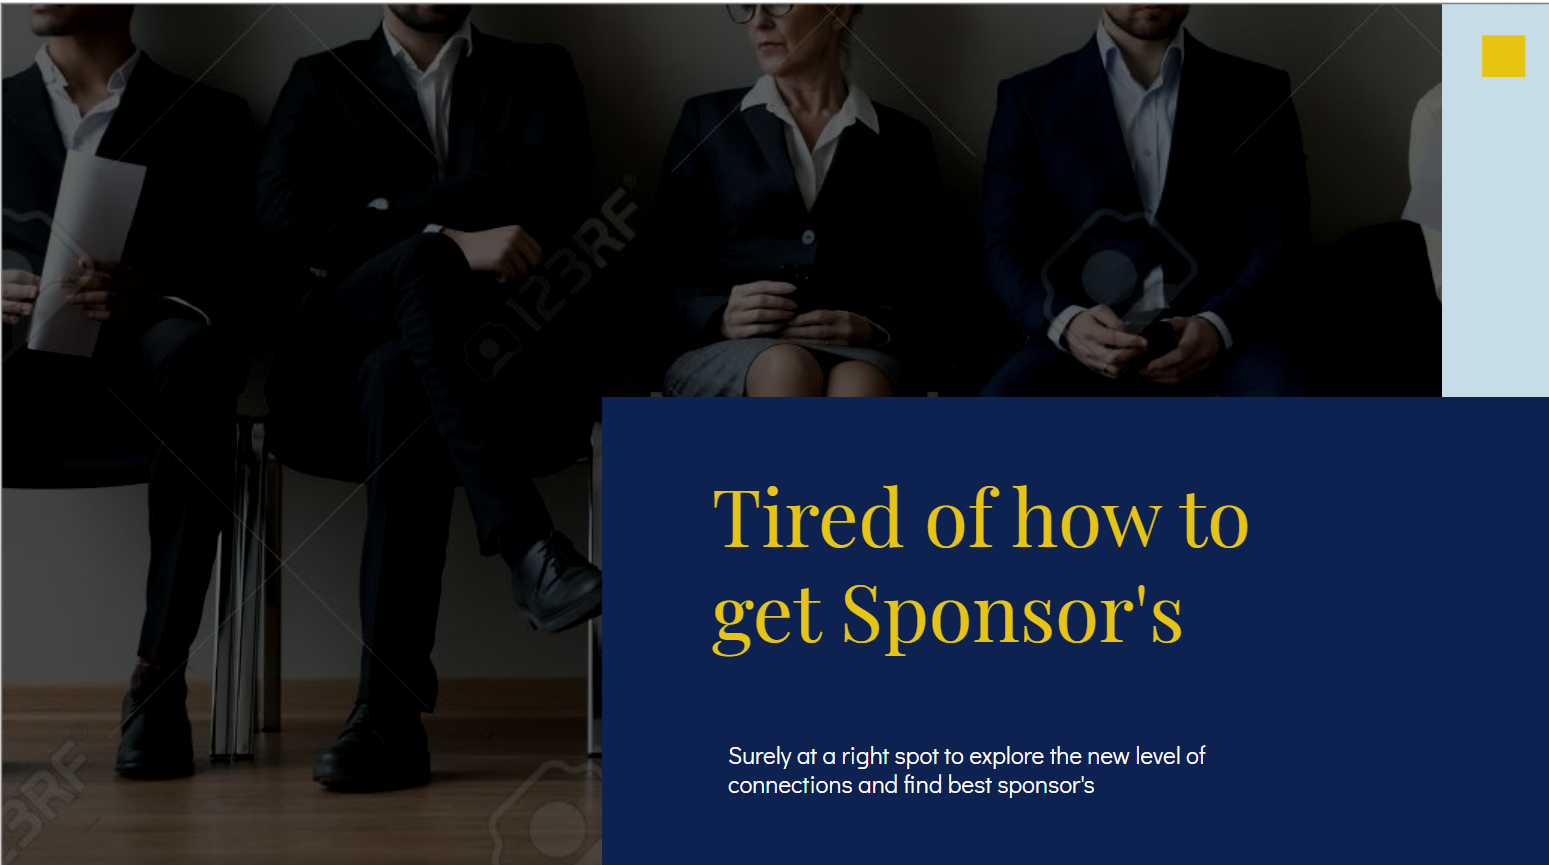 123RF®
Tired of how to
get Sponsor's
Surely at a right spot to explore the new level of
connections and find best sponsor's
23RF